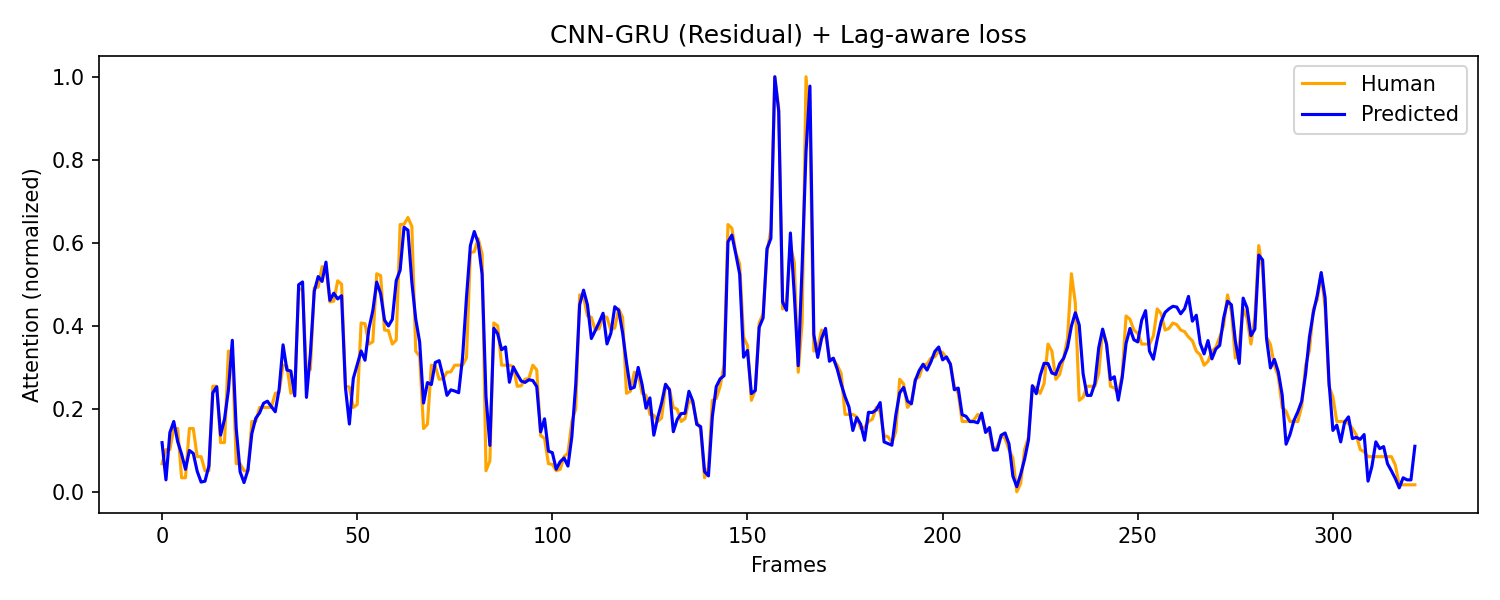 CNN-GRU (Residual) + Lag-aware loss
Human
Predicted
Attention (normalized)
1.0
0.8
0.6
0.4
0.2
0.0
0 50 100 150 200 250 300
Frames